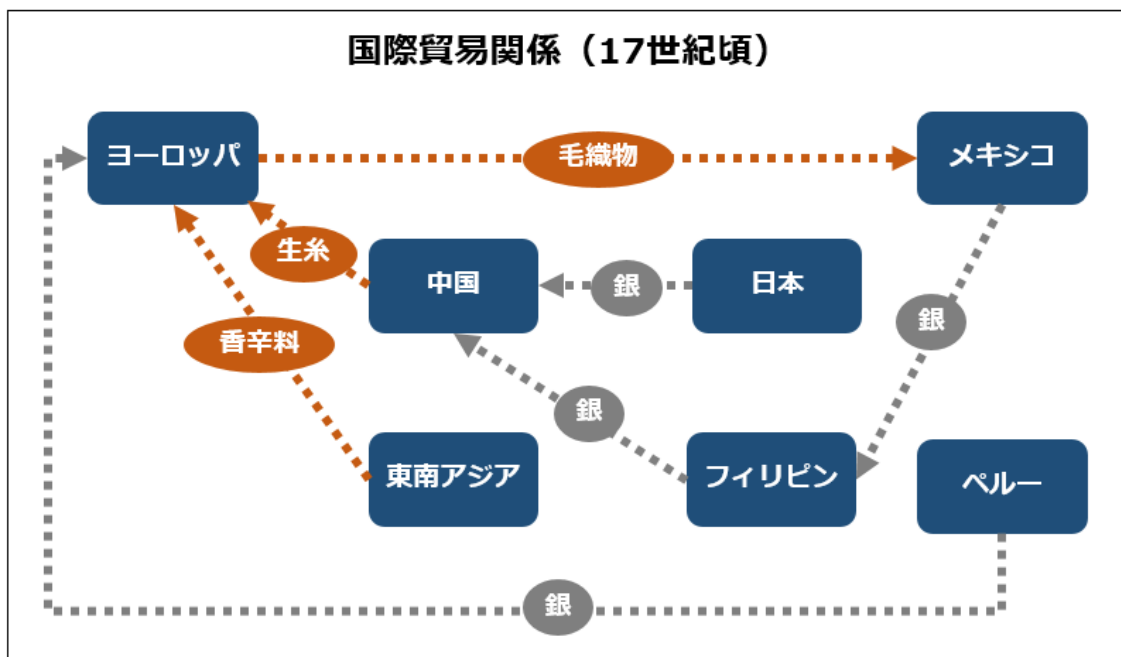 国際貿易関係（17世紀頃）
ヨーロッパ
毛織物
メキシコ
生糸
中国
銀
日本
銀
香辛料
銀
東南アジア
フィリピン
ペルー
銀